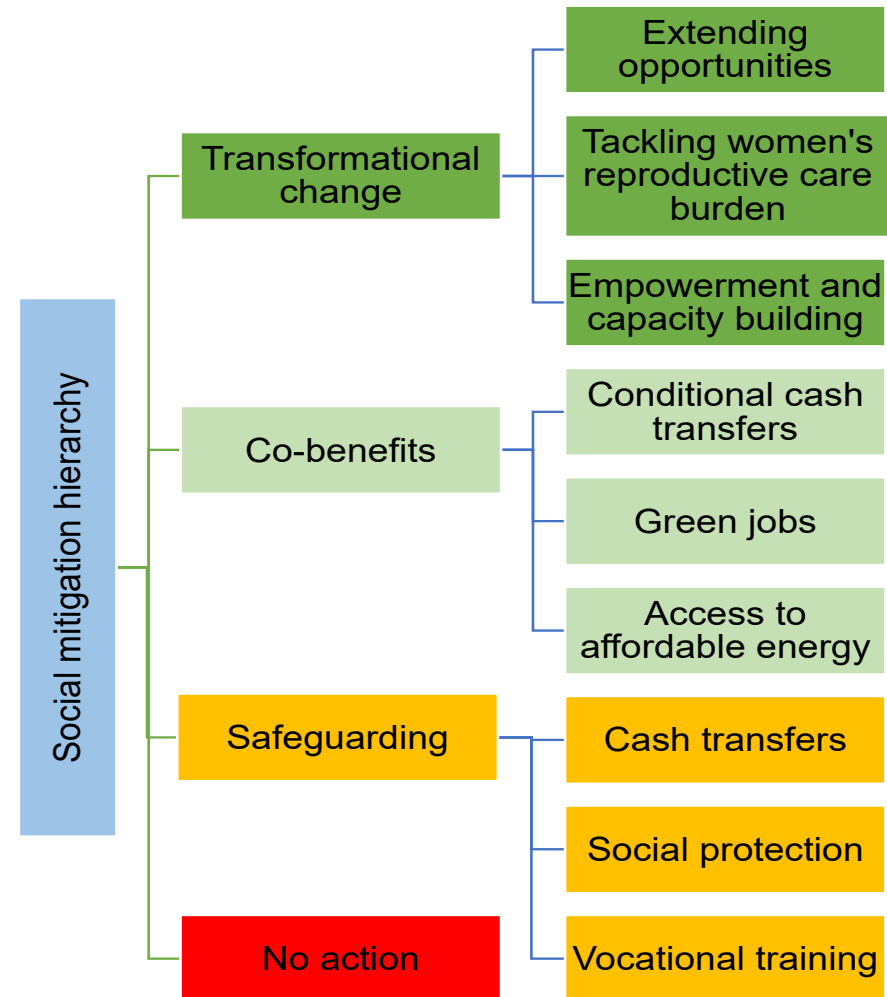 Social mitigation hierarchy
Transformational
change
Extending
opportunities
Tackling women's
reproductive care
burden
Empowerment and
capacity building
Co-benefits
Conditional cash
transfers
Green jobs
Access to
affordable energy
Safeguarding
Cash transfers
Social protection
Vocational training
No action